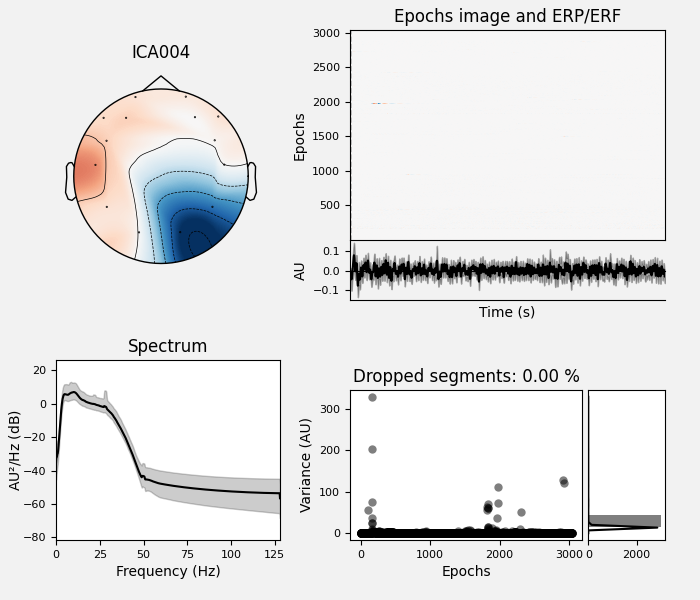 ICA004
Epochs image and ERP/ERF
3000
2500
2000
1500
1000
500
Epochs
0.1
0.0
−0.1
AU
Time (s)
Spectrum
20
0
−20
−40
−60
−80
AU²/Hz (dB)
0 25 50 75 100 125
Frequency (Hz)
Dropped segments: 0.00 %
300
200
100
0
Variance (AU)
0 1000 2000 3000
0 2000
Epochs